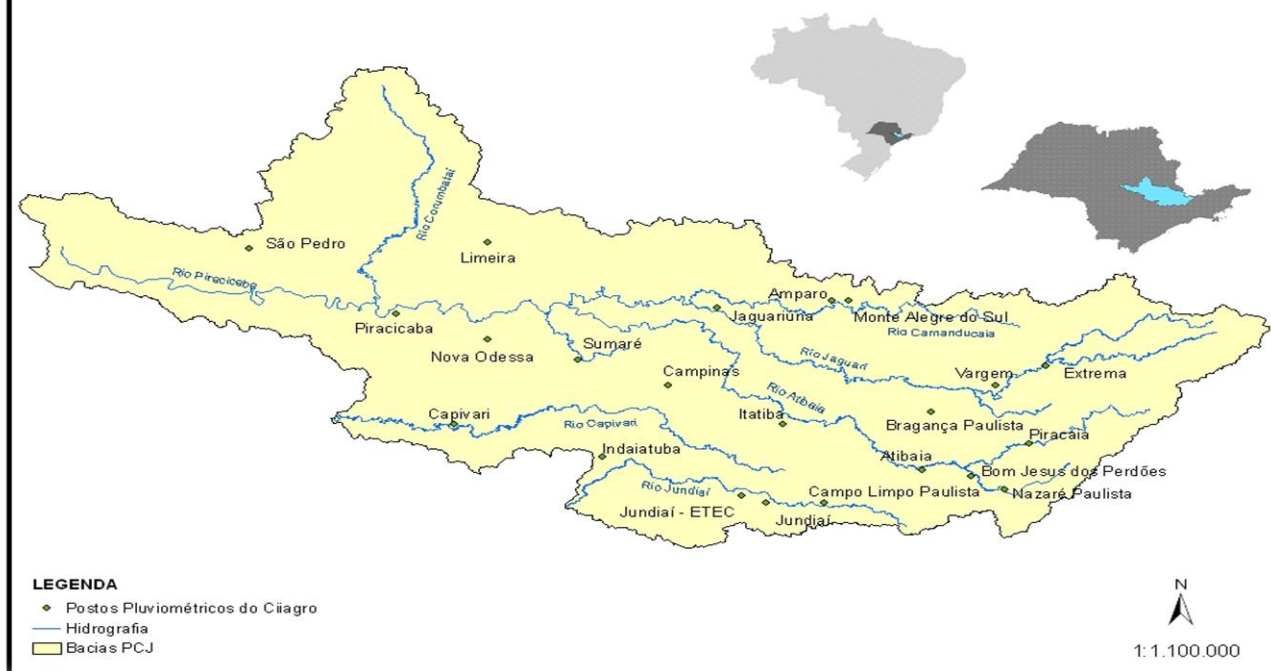 São Pedro
Rio Corumbataí
Limeira
Rio Piracicaba
Piracicaba
Nova Odessa
Sumaré
Amparo
Jaguariúna
Monte Alegre do Sul
Rio Camanducaia
Rio Jaguari
Vargem
Extrema
Campinas
Rio Atibaia
Itatiba
Bragança Paulista
Piracaia
Capivari
Rio Capivari
Indaiatuba
Atibaia
Bom Jesus dos Perdões
Rio Jundiaí
Campo Limpo Paulista
Nazaré Paulista
Jundiaí - ETEC
Jundiaí
LEGENDA
Postos Pluviométricos do Ciiagro
Hidrografia
Bacias PCJ
N
1:1.100.000